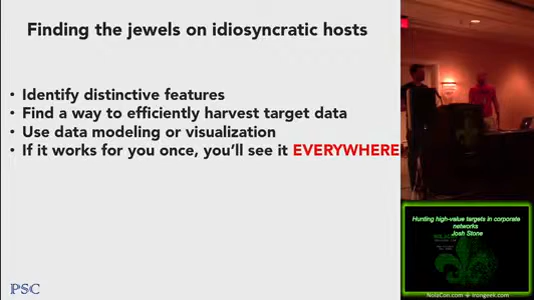 Finding the jewels on idiosyncratic hosts
• Identify distinctive features
• Find a way to efficiently harvest target data
• Use data modeling or visualization
• If it works for you once, you'll see it EVERYWHERE
PSC
Hunting high-value targets in corporate
networks
Josh Stone
NolaCon.com ⚜ Irongeek.com